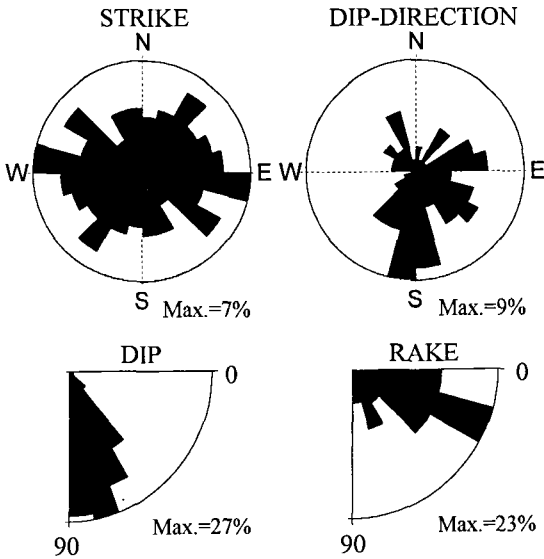 STRIKE
N
W
E
S
Max.=7%
DIP-DIRECTION
N
W
E
S
Max.=9%
DIP
0
90
Max.=27%
RAKE
0
90
Max.=23%